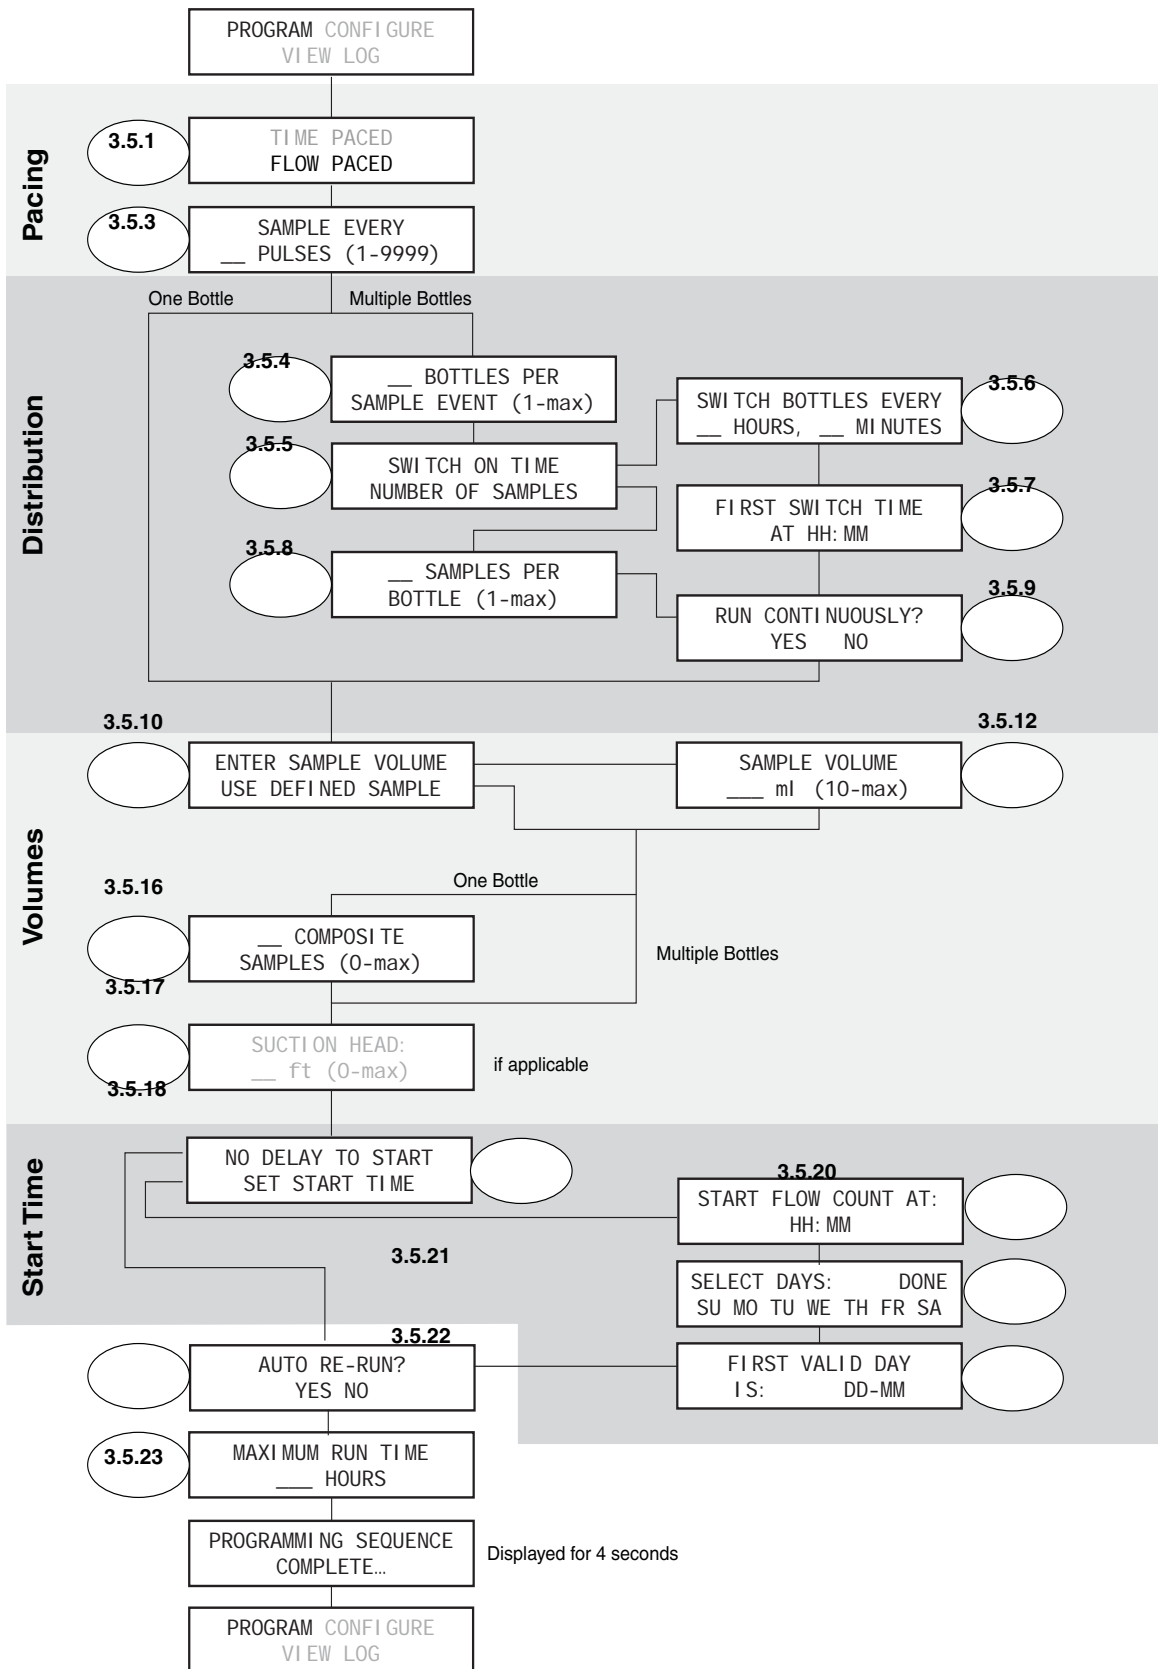 PROGRAM CONFIGURE
VIEW LOG
Pacing
3.5.1
TIME PACED
FLOW PACED
3.5.3
SAMPLE EVERY
__ PULSES (1-9999)
Distribution
One Bottle
Multiple Bottles
3.5.4
__ BOTTLES PER
SAMPLE EVENT (1-max)
3.5.5
SWITCH ON TIME
NUMBER OF SAMPLES
3.5.6
SWITCH BOTTLES EVERY
__ HOURS, __ MINUTES
3.5.7
FIRST SWITCH TIME
AT HH:MM
3.5.8
__ SAMPLES PER
BOTTLE (1-max)
3.5.9
RUN CONTINUOUSLY?
YES NO
Volumes
3.5.10
ENTER SAMPLE VOLUME
USE DEFINED SAMPLE
3.5.12
SAMPLE VOLUME
___ ml (10-max)
One Bottle
Multiple Bottles
3.5.16
__ COMPOSITE
SAMPLES (0-max)
3.5.17
SUCTION HEAD:
__ ft (0-max)
if applicable
3.5.18
Start Time
NO DELAY TO START
SET START TIME
3.5.20
START FLOW COUNT AT:
HH:MM
3.5.21
SELECT DAYS: DONE
SU MO TU WE TH FR SA
3.5.22
FIRST VALID DAY
IS: DD-MM
AUTO RE-RUN?
YES NO
3.5.23
MAXIMUM RUN TIME
___ HOURS
PROGRAMMING SEQUENCE
COMPLETE…
Displayed for 4 seconds
PROGRAM CONFIGURE
VIEW LOG